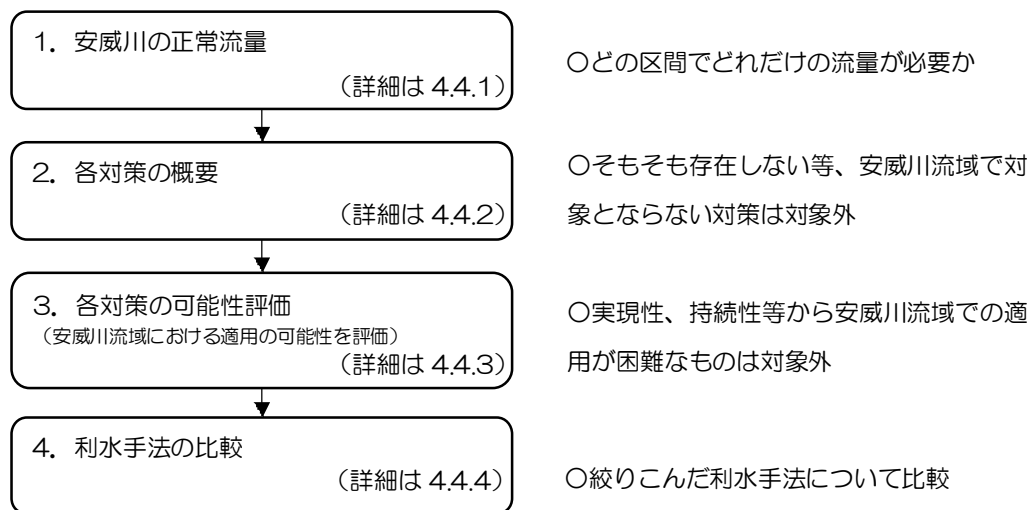 1．安威川の正常流量
（詳細は 4.4.1）
○どの区間でどれだけの流量が必要か
2．各対策の概要
（詳細は 4.4.2）
○そもそも存在しない等、安威川流域で対
象とならない対策は対象外
3．各対策の可能性評価
（安威川流域における適用の可能性を評価）
（詳細は 4.4.3）
○実現性、持続性等から安威川流域での適
用が困難なものは対象外
4．利水手法の比較
（詳細は 4.4.4）
○絞りこんだ利水手法について比較